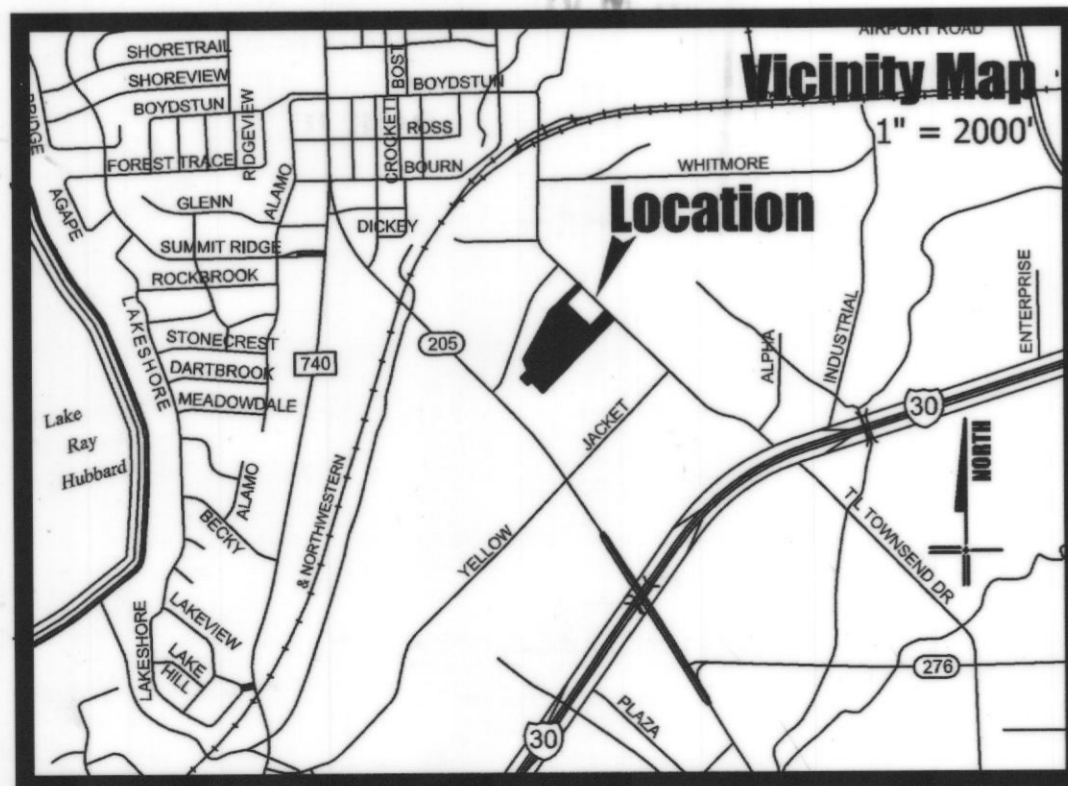 AIRPORT ROAD
Vicinity Map
1" = 2000'
SHORETRAIL
SHOREVIEW
BOYDSTUN
BOST
BOYDSTUN
RIDGE
RIDGEVIEW
CROCKETT
ROSS
FOREST TRACE
BOURN
WHITMORE
AGAPE
ALAMO
GLENN
Location
DICKEY
SUMMIT RIDGE
ROCKBROOK
LAKESHORE
STONECREST
205
740
DARTBROOK
MEADOWDALE
ALPHA
INDUSTRIAL
ENTERPRISE
30
JACKET
Lake
Ray
Hubbard
NORTH
ALAMO
BECKY
& NORTHWESTERN
YELLOW
T L TOWNSEND DR
LAKESHORE
LAKEVIEW
LAKE
HILL
276
PLAZA
30